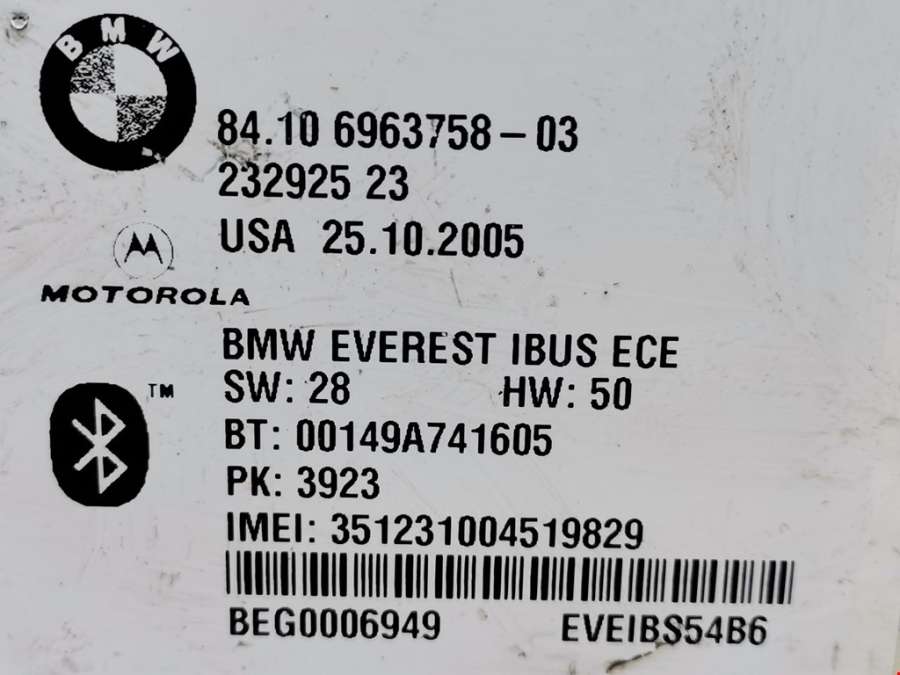 BMW
84.10 6963758-03
232925 23
USA 25.10.2005
MOTOROLA
BMW EVEREST IBUS ECE
SW: 28 HW: 50
TM
BT: 00149A741605
PK: 3923
IMEI: 351231004519829
BEG0006949 EVEIBS54B6